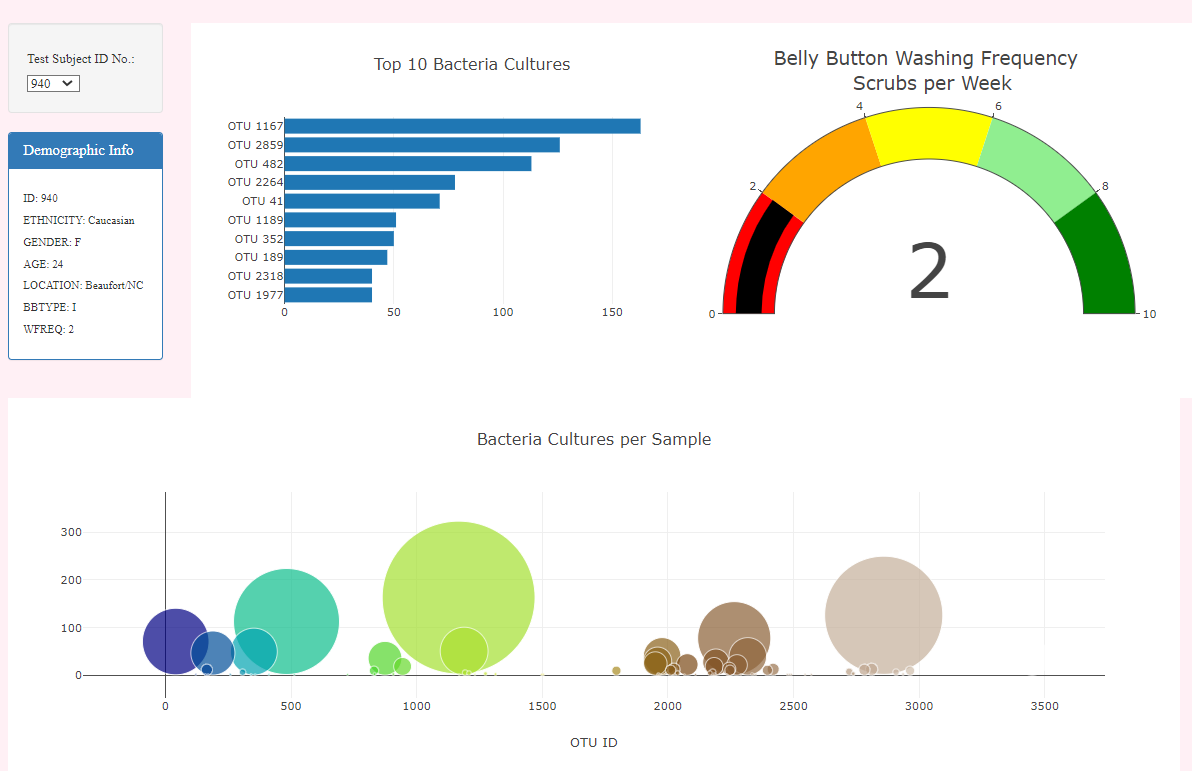 Test Subject ID No.:
940
Demographic Info
ID: 940
ETHNICITY: Caucasian
GENDER: F
AGE: 24
LOCATION: Beaufort/NC
BBTYPE: I
WFREQ: 2
Top 10 Bacteria Cultures
OTU 1167
OTU 2859
OTU 482
OTU 2264
OTU 41
OTU 1189
OTU 352
OTU 189
OTU 2318
OTU 1977
0 50 100 150
Belly Button Washing Frequency
Scrubs per Week
0 2 4 6 8 10
2
Bacteria Cultures per Sample
300
200
100
0
0 500 1000 1500 2000 2500 3000 3500
OTU ID